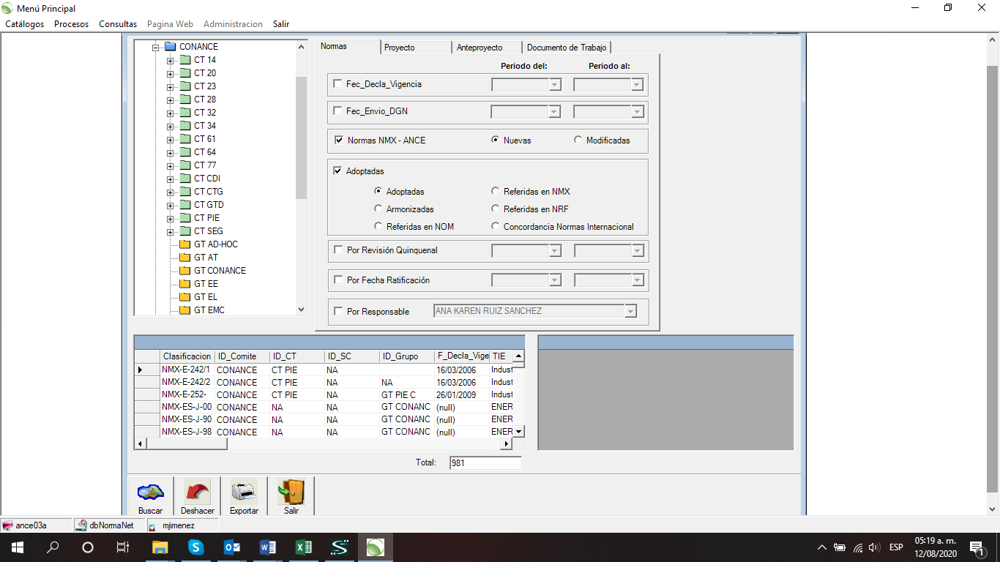 Menú Principal
Catálogos Procesos Consultas Pagina Web Administracion Salir
CONANCE
CT 14
CT 20
CT 23
CT 28
CT 32
CT 34
CT 61
CT 64
CT 77
CT CDI
CT CTG
CT GTD
CT PIE
CT SEG
GT AD-HOC
GT AT
GT CONANCE
GT EE
GT EL
GT EMC
Normas Proyecto Anteproyecto Documento de Trabajo
Periodo del: Periodo al:
Fec_Decla_Vigencia
Fec_Envio_DGN
Normas NMX - ANCE Nuevas Modificadas
Adoptadas
Adoptadas Referidas en NMX
Armonizadas Referidas en NRF
Referidas en NOM Concordancia Normas Internacional
Por Revisión Quinquenal
Por Fecha Ratificación
Por Responsable ANA KAREN RUIZ SANCHEZ
Clasificacion ID_Comite ID_CT ID_SC ID_Grupo F_Decla_Vige TIE
NMX-E-242/1 CONANCE CT PIE NA 16/03/2006 Indust
NMX-E-242/2 CONANCE CT PIE NA NA 16/03/2006 Indust
NMX-E-252- CONANCE CT PIE NA GT PIE C 26/01/2009 Indust
NMX-ES-J-00 CONANCE NA NA GT CONANC (null) ENER
NMX-ES-J-90 CONANCE NA NA GT CONANC (null) ENER
NMX-ES-J-98 CONANCE NA NA GT CONANC (null) ENER
Total: 981
Buscar Deshacer Exportar Salir
ance03a dbNormaNet mjimenez
ESP
05:19 a. m.
12/08/2020
1